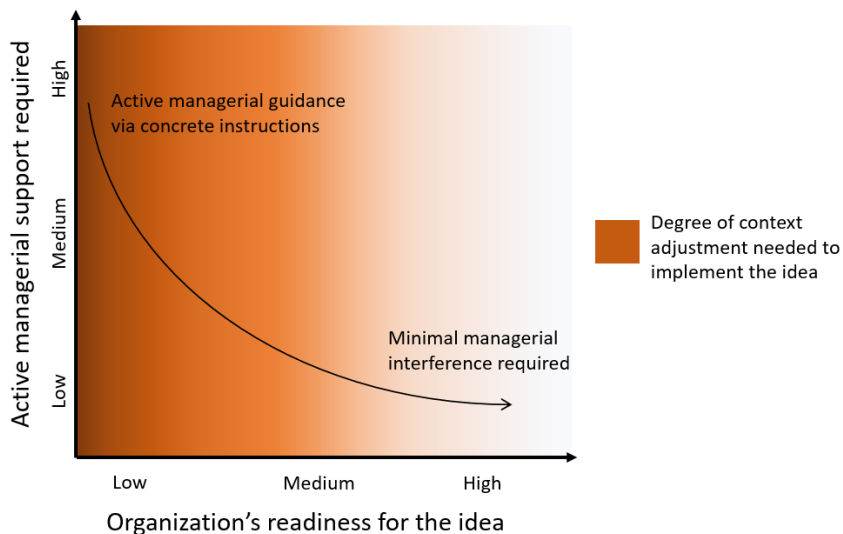 Active managerial support required
High
Medium
Low
Active managerial guidance
via concrete instructions
Minimal managerial
interference required
Low
Medium
High
Organization's readiness for the idea
Degree of context
adjustment needed to
implement the idea